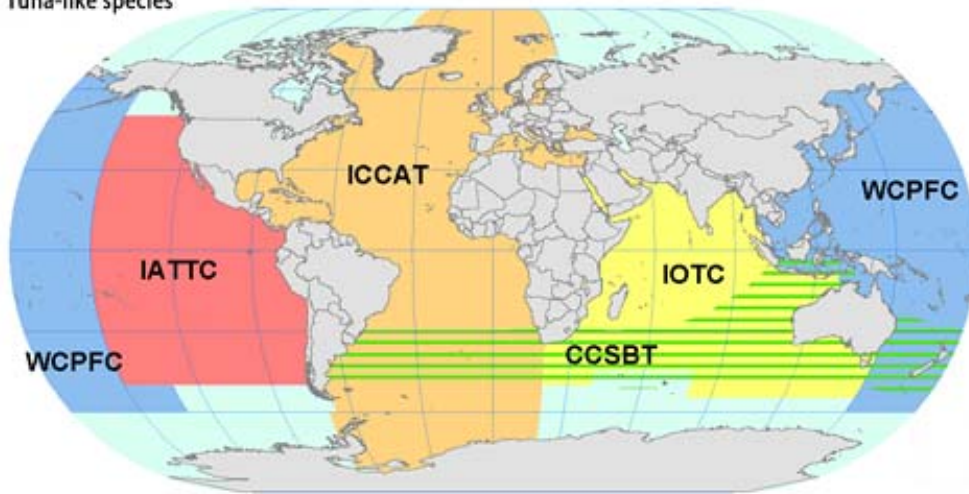 Tuna-like species
ICCAT
WCPFC
IATTC
IOTC
WCPFC
CCSBT